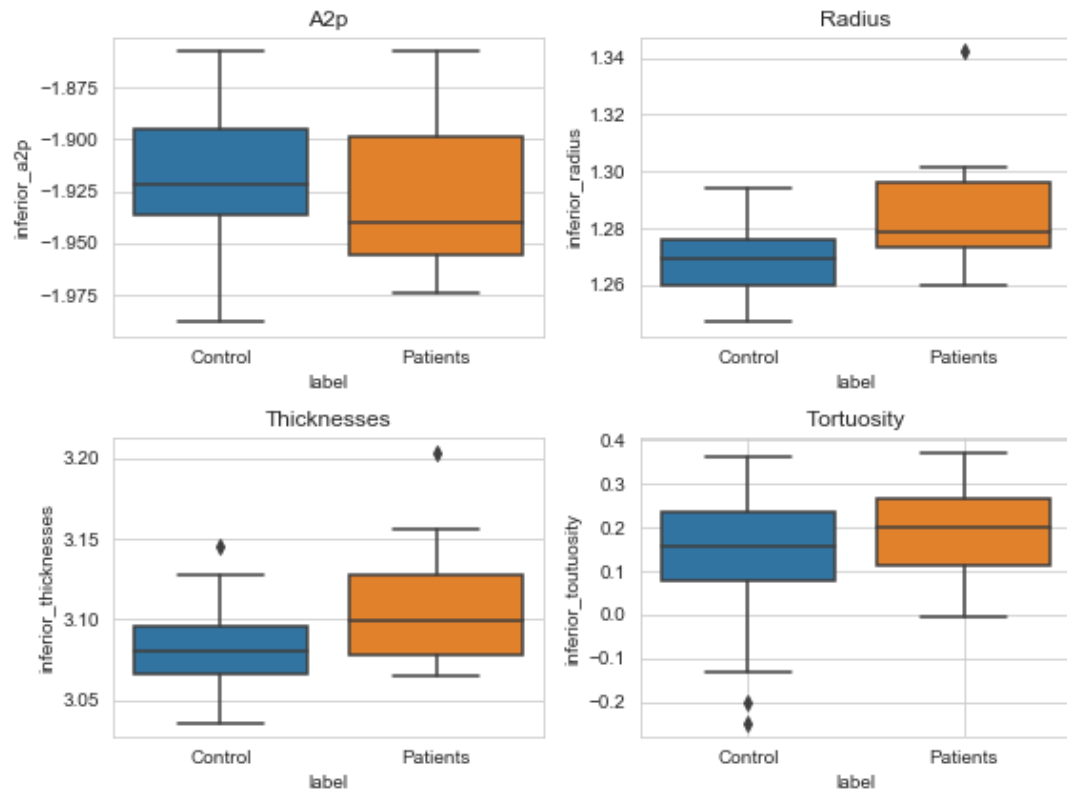 A2p
inferior_a2p
−1.875
−1.900
−1.925
−1.950
−1.975
Control
Patients
label
Radius
inferior_radius
1.34
1.32
1.30
1.28
1.26
Control
Patients
label
Thicknesses
inferior_thicknesses
3.20
3.15
3.10
3.05
Control
Patients
label
Tortuosity
inferior_toutuosity
0.4
0.3
0.2
0.1
0.0
−0.1
−0.2
Control
Patients
label